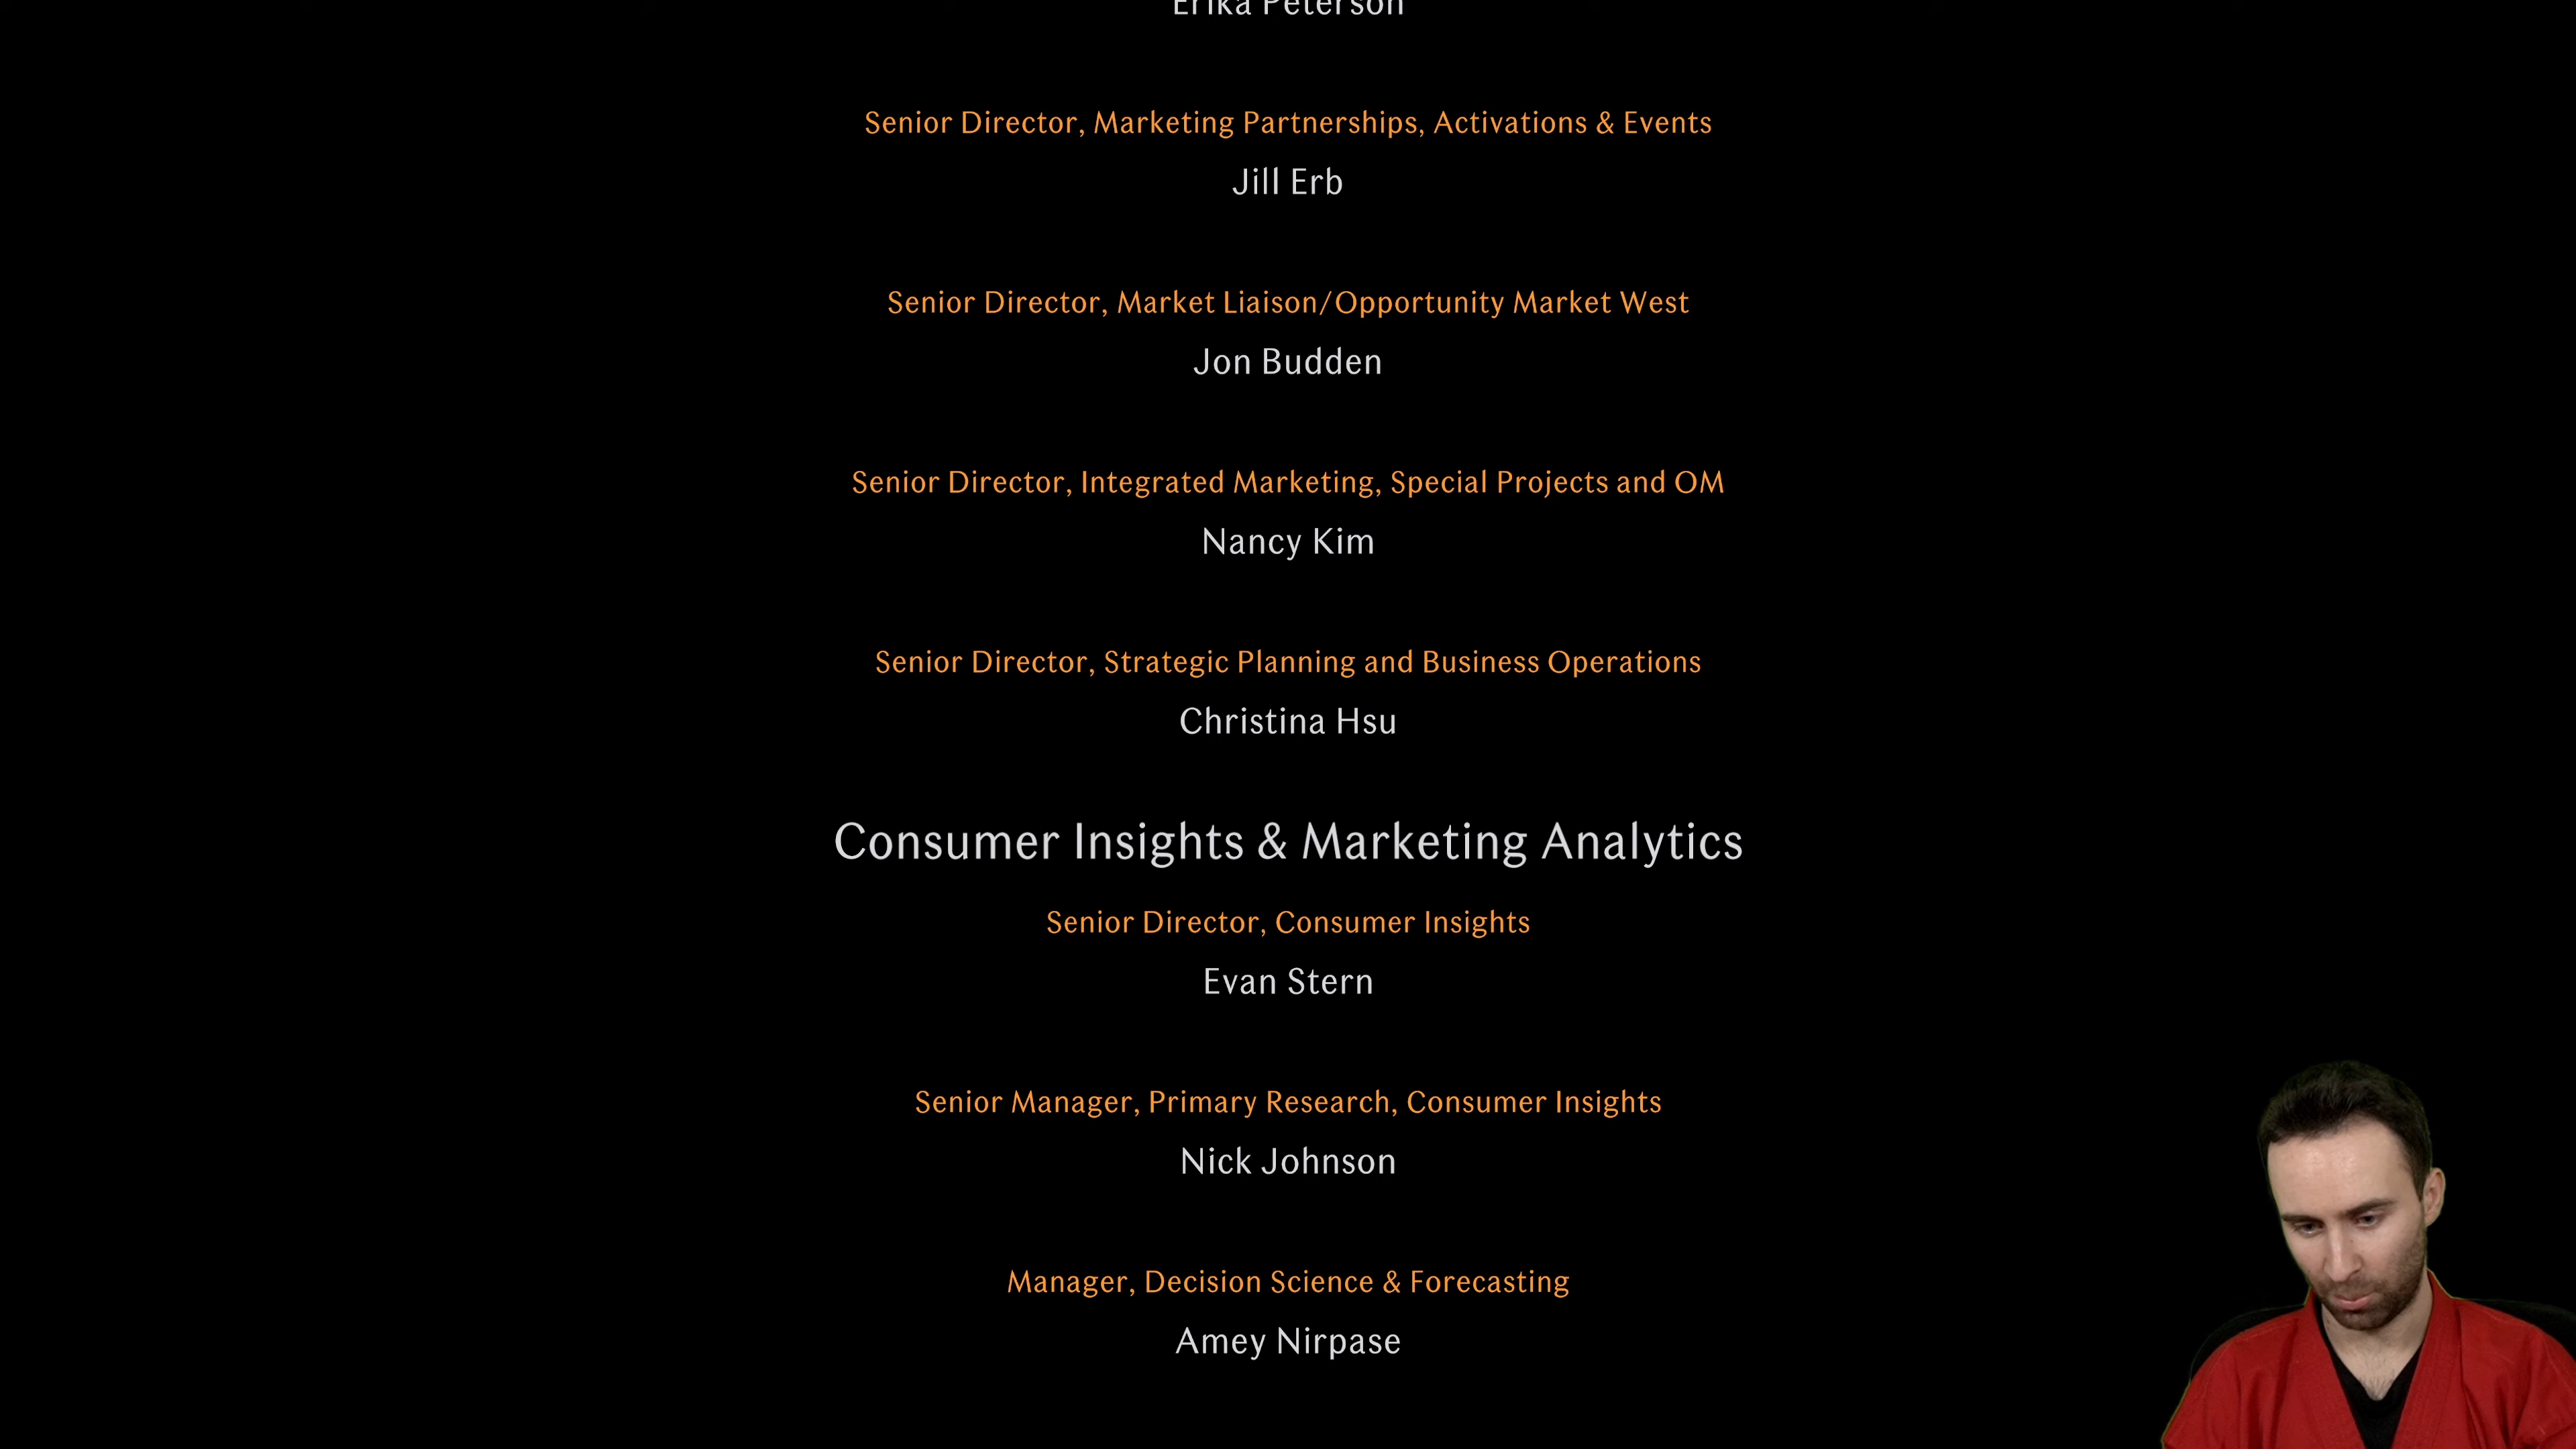 Erika Peterson
Senior Director, Marketing Partnerships, Activations & Events
Jill Erb
Senior Director, Market Liaison/Opportunity Market West
Jon Budden
Senior Director, Integrated Marketing, Special Projects and OM
Nancy Kim
Senior Director, Strategic Planning and Business Operations
Christina Hsu
Consumer Insights & Marketing Analytics
Senior Director, Consumer Insights
Evan Stern
Senior Manager, Primary Research, Consumer Insights
Nick Johnson
Manager, Decision Science & Forecasting
Amey Nirpase